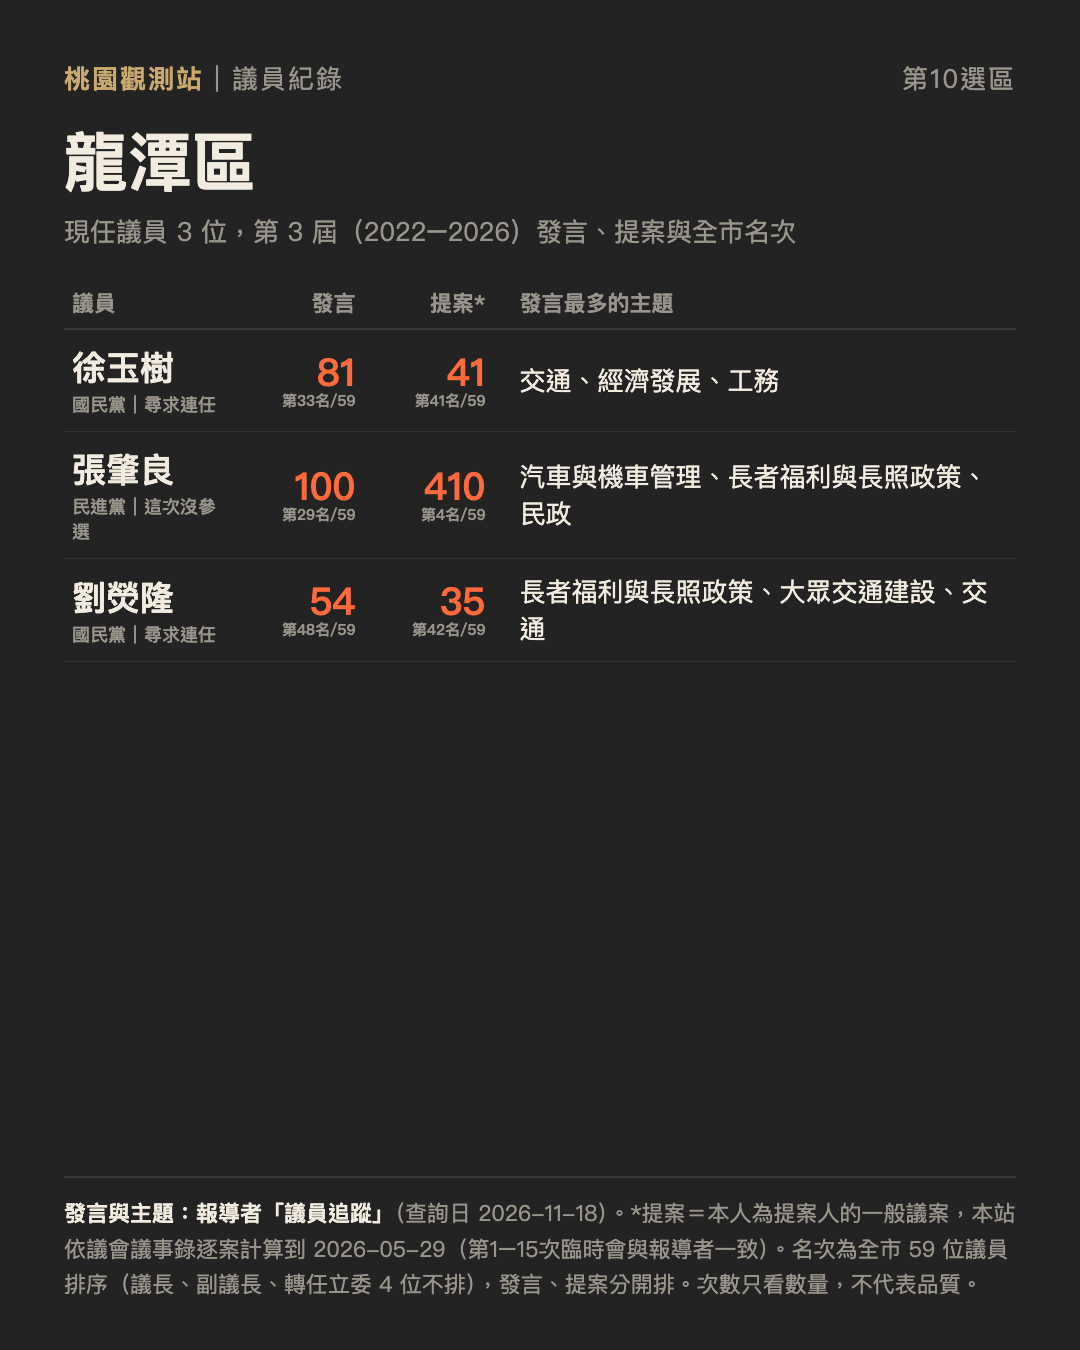 桃園觀測站｜議員紀錄
第10選區
龍潭區
現任議員 3 位，第 3 屆（2022—2026）發言、提案與全市名次
議員 發言 提案* 發言最多的主題
徐玉樹 81 41 交通、經濟發展、工務
國民黨｜尋求連任 第33名/59 第41名/59
張肇良 100 410 汽車與機車管理、長者福利與長照政策、
民進黨｜這次沒參 第29名/59 第4名/59 民政
選
劉熒隆 54 35 長者福利與長照政策、大眾交通建設、交
國民黨｜尋求連任 第48名/59 第42名/59 通
發言與主題：報導者「議員追蹤」（查詢日 2026-11-18）。*提案＝本人為提案人的一般議案，本站
依議會議事錄逐案計算到 2026-05-29（第1—15次臨時會與報導者一致）。名次為全市 59 位議員
排序（議長、副議長、轉任立委 4 位不排），發言、提案分開排。次數只看數量，不代表品質。